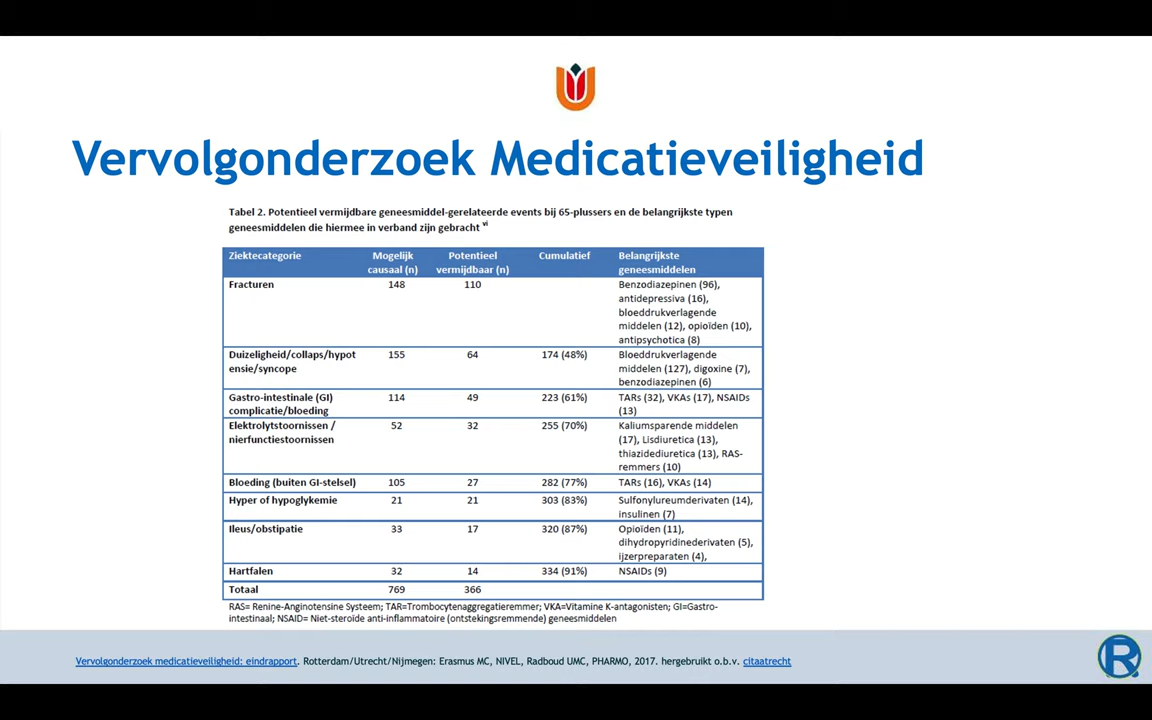 Vervolgonderzoek Medicatieveiligheid
Tabel 2. Potentieel vermijdbare geneesmiddel-gerelateerde events bij 65-plussers en de belangrijkste typen
geneesmiddelen die hiermee in verband zijn gebracht vi
Ziektecategorie Mogelijk causaal (n) Potentieel vermijdbaar (n) Cumulatief Belangrijkste geneesmiddelen
Fracturen 148 110 Benzodiazepinen (96),
antidepressiva (16),
bloeddrukverlagende
middelen (12), opioïden (10),
antipsychotica (8)
Duizeligheid/collaps/hypot 155 64 174 (48%) Bloeddrukverlagende
ensie/syncope middelen (127), digoxine (7),
benzodiazepinen (6)
Gastro-intestinale (GI) 114 49 223 (61%) TARs (32), VKAs (17), NSAIDs
complicatie/bloeding (13)
Elektrolytstoornissen / 52 32 255 (70%) Kaliumsparende middelen
nierfunctiestoornissen (17), Lisdiuretica (13),
thiazidediuretica (13), RAS-
remmers (10)
Bloeding (buiten GI-stelsel) 105 27 282 (77%) TARs (16), VKAs (14)
Hyper of hypoglykemie 21 21 303 (83%) Sulfonylureumderivaten (14),
insulinen (7)
Ileus/obstipatie 33 17 320 (87%) Opioïden (11),
dihydropyridinederivaten (5),
ijzerpreparaten (4),
Hartfalen 32 14 334 (91%) NSAIDs (9)
Totaal 769 366
RAS= Renine-Anginotensine Systeem; TAR=Trombocytenaggregatieremmer; VKA=Vitamine K-antagonisten; GI=Gastro-
intestinaal; NSAID= Niet-steroïde anti-inflammatoire (ontstekingsremmende) geneesmiddelen
Vervolgonderzoek medicatieveiligheid: eindrapport. Rotterdam/Utrecht/Nijmegen: Erasmus MC, NIVEL, Radboud UMC, PHARMO, 2017. hergebruikt o.b.v. citaatrecht
R